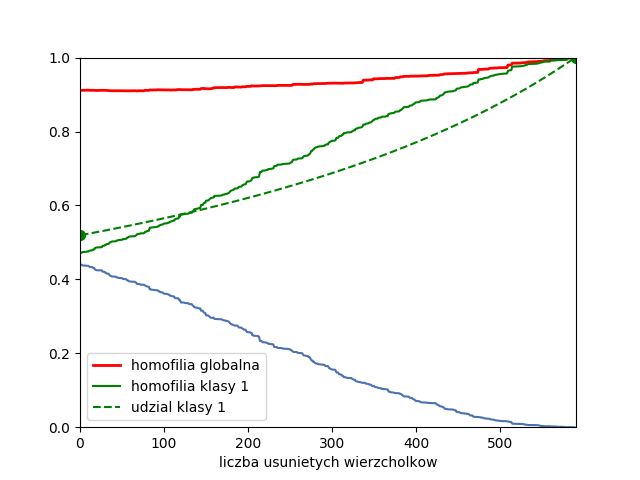 1.0
0.8
0.6
0.4
0.2
0.0
homofilia globalna
homofilia klasy 1
udzial klasy 1
0 100 200 300 400 500
liczba usunietych wierzcholkow